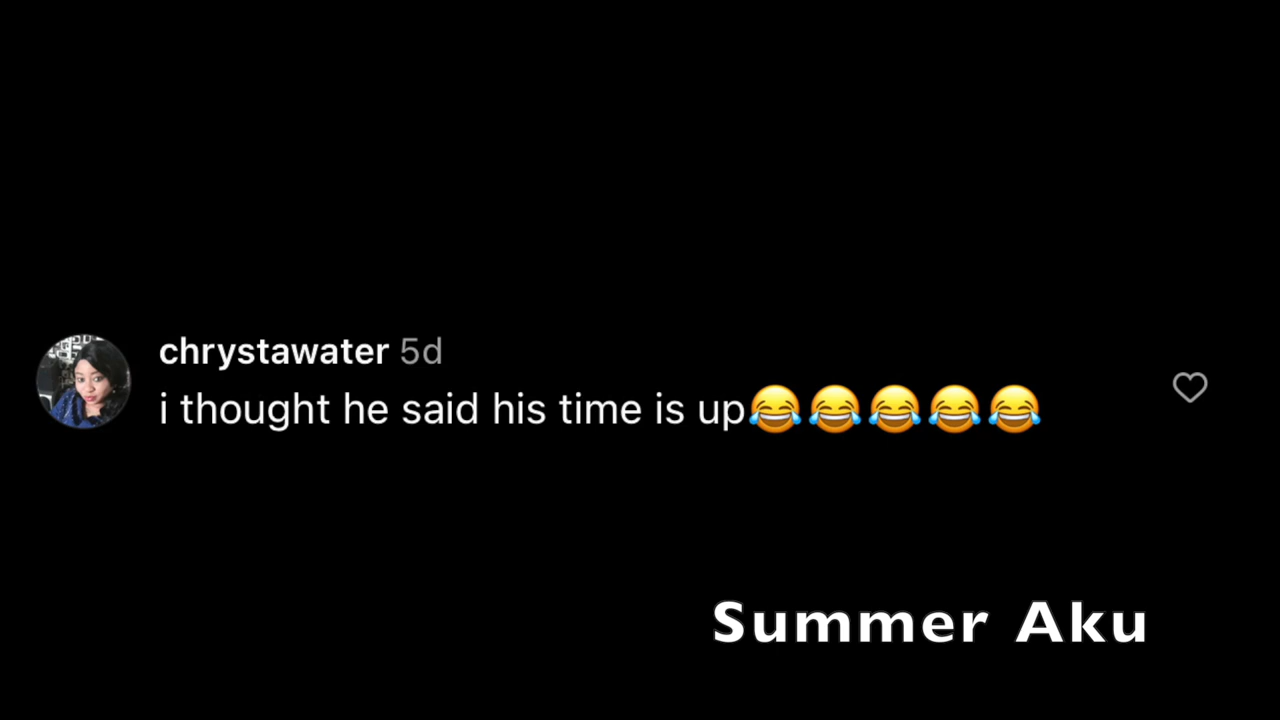 chrystawater 5d
i thought he said his time is up😂😂😂😂😂
Summer Aku